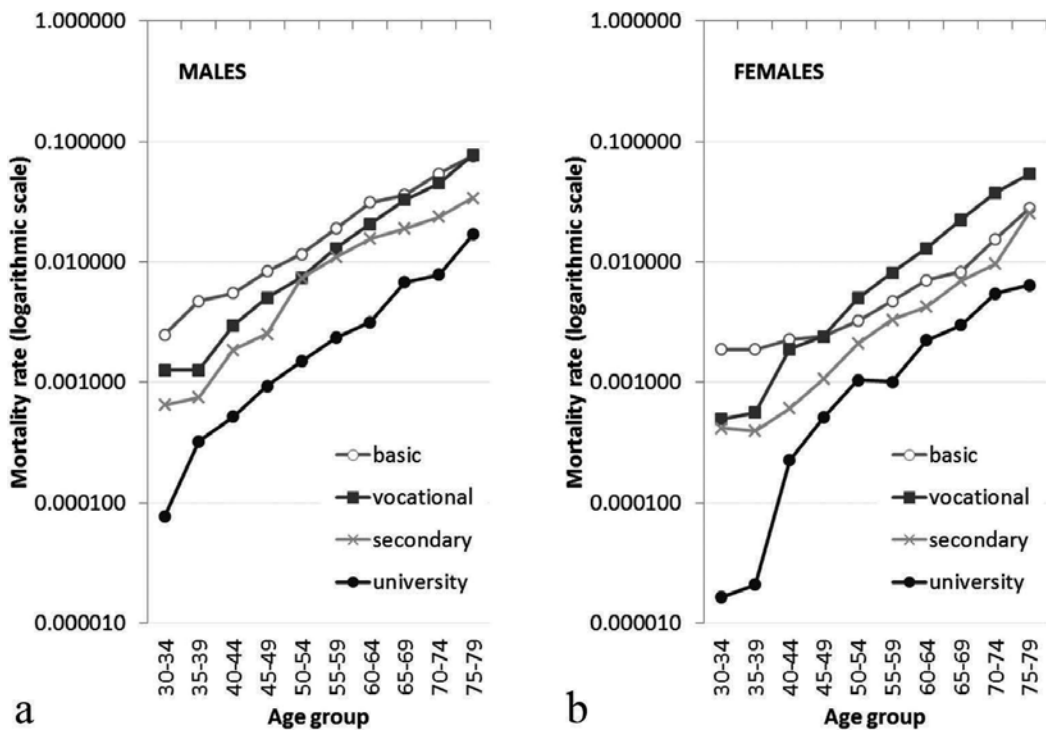 MALES
Mortality rate (logarithmic scale)
1.000000
0.100000
0.010000
0.001000
0.000100
0.000010
basic
vocational
secondary
university
30-34
35-39
40-44
45-49
50-54
55-59
60-64
65-69
70-74
75-79
Age group
a
FEMALES
Mortality rate (logarithmic scale)
1.000000
0.100000
0.010000
0.001000
0.000100
0.000010
basic
vocational
secondary
university
30-34
35-39
40-44
45-49
50-54
55-59
60-64
65-69
70-74
75-79
Age group
b